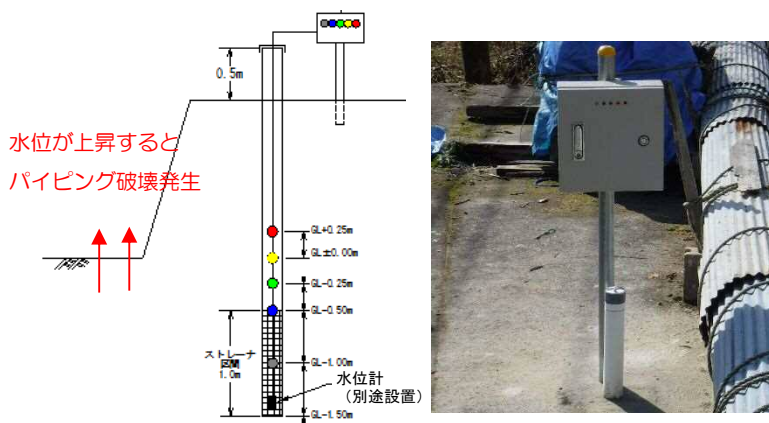 0.5m
水位が上昇すると
パイピング破壊発生
GL+0.25m
GL±0.00m
GL-0.25m
GL-0.50m
ストレーナ
区間
1.0m
GL-1.00m
水位計
（別途設置）
GL-1.50m